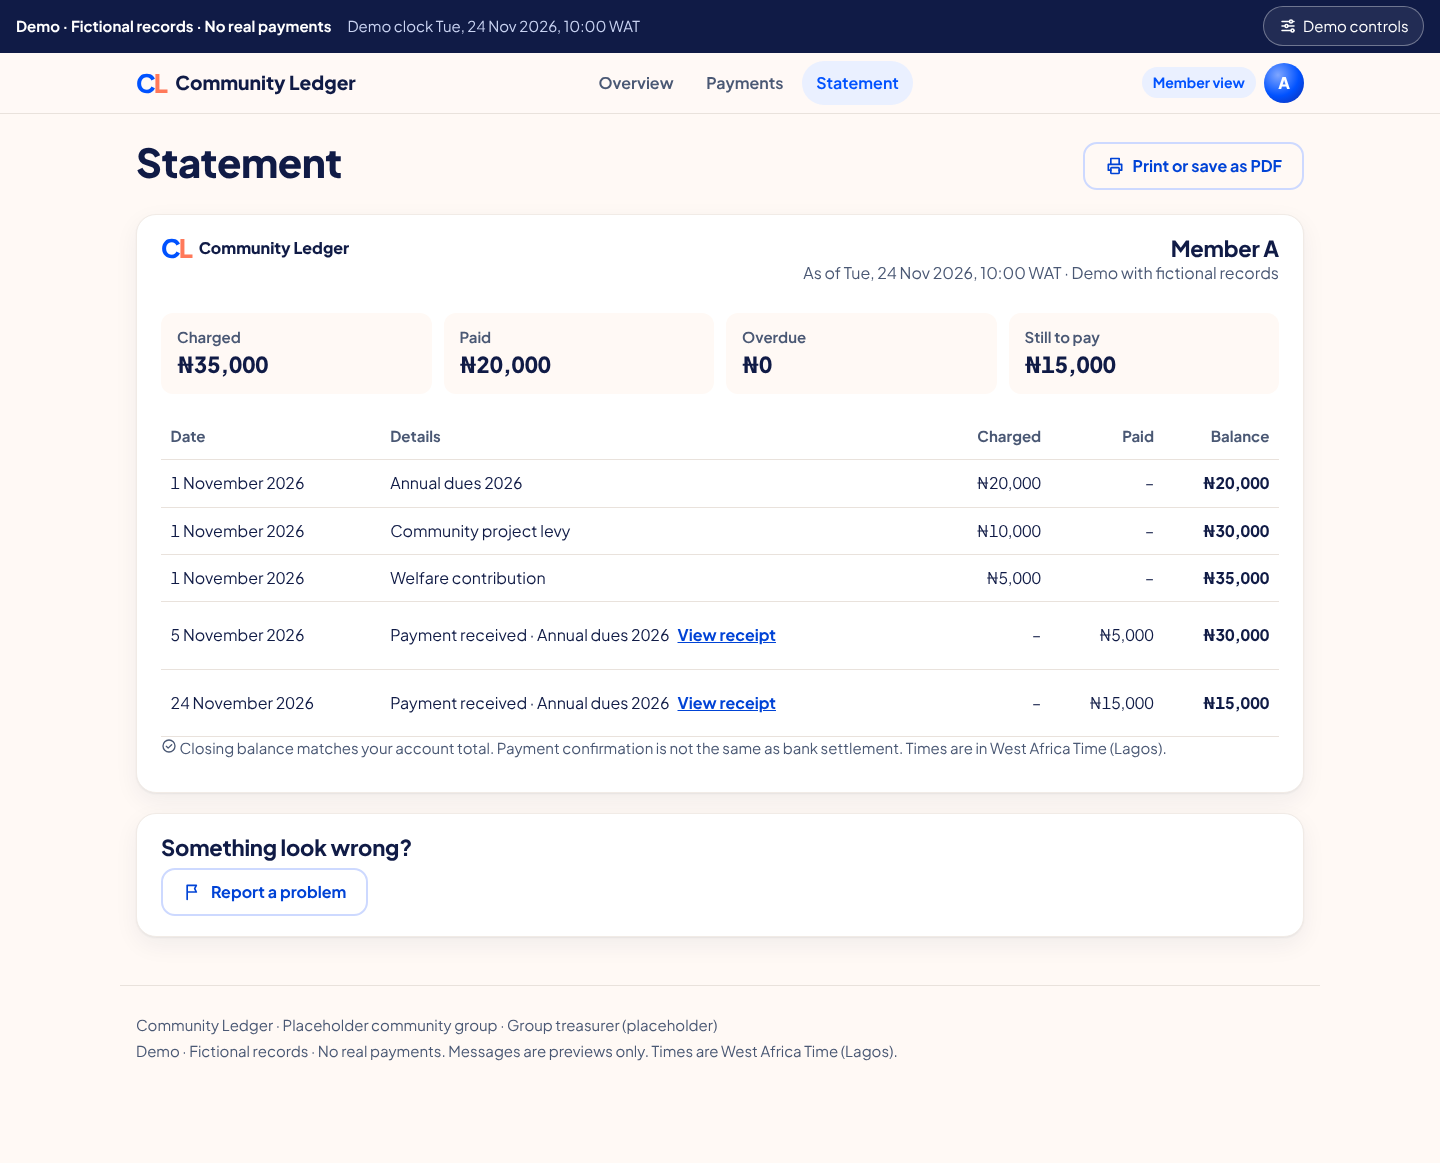 Demo · Fictional records · No real payments Demo clock Tue, 24 Nov 2026, 10:00 WAT Demo controls
CL Community Ledger Overview Payments Statement Member view A
Statement Print or save as PDF
CL Community Ledger Member A
As of Tue, 24 Nov 2026, 10:00 WAT · Demo with fictional records
Charged Paid Overdue Still to pay
₦35,000 ₦20,000 ₦0 ₦15,000
Date Details Charged Paid Balance
1 November 2026 Annual dues 2026 ₦20,000 – ₦20,000
1 November 2026 Community project levy ₦10,000 – ₦30,000
1 November 2026 Welfare contribution ₦5,000 – ₦35,000
5 November 2026 Payment received · Annual dues 2026 View receipt – ₦5,000 ₦30,000
24 November 2026 Payment received · Annual dues 2026 View receipt – ₦15,000 ₦15,000
Closing balance matches your account total. Payment confirmation is not the same as bank settlement. Times are in West Africa Time (Lagos).
Something look wrong?
Report a problem
Community Ledger · Placeholder community group · Group treasurer (placeholder)
Demo · Fictional records · No real payments. Messages are previews only. Times are West Africa Time (Lagos).